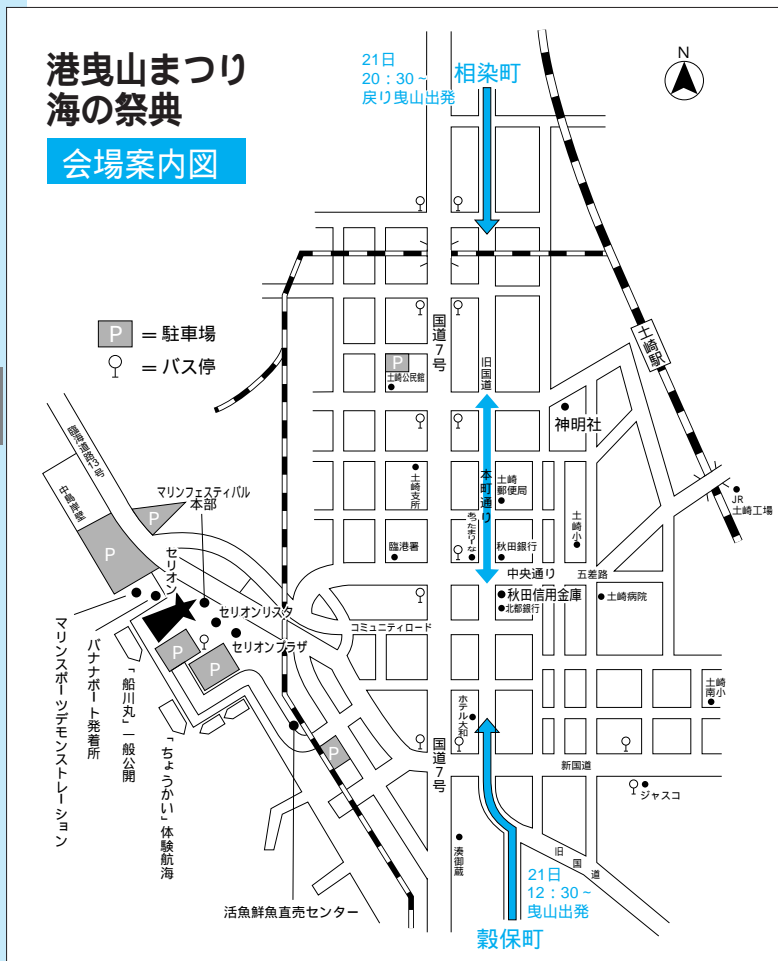 港曳山まつり
海の祭典
会場案内図
21日
20：30～
戻り曳山出発
相染町
N
P
＝駐車場
＝バス停
国道7号
旧国道
土崎駅
P
土崎公民館
神明社
臨海道路13号
中島岸壁
マリンフェスティバル
本部
P
P
セリオン
土崎支所
本町通り
土崎
郵便局
あったまりーな
臨港署
秋田銀行
土崎小
JR
土崎工場
中央通り
五差路
秋田信用金庫
北都銀行
土崎病院
セリオンリスタ
セリオンプラザ
コミュニティロード
P
P
マリンスポーツデモンストレーション
バナナボート発着所
「船川丸」一般公開
「ちょうかい」体験航海
ホテル大和
土崎
南小
国道7号
P
新国道
ジャスコ
湊御蔵
旧国道
21日
12：30～
曳山出発
穀保町
活魚鮮魚直売センター